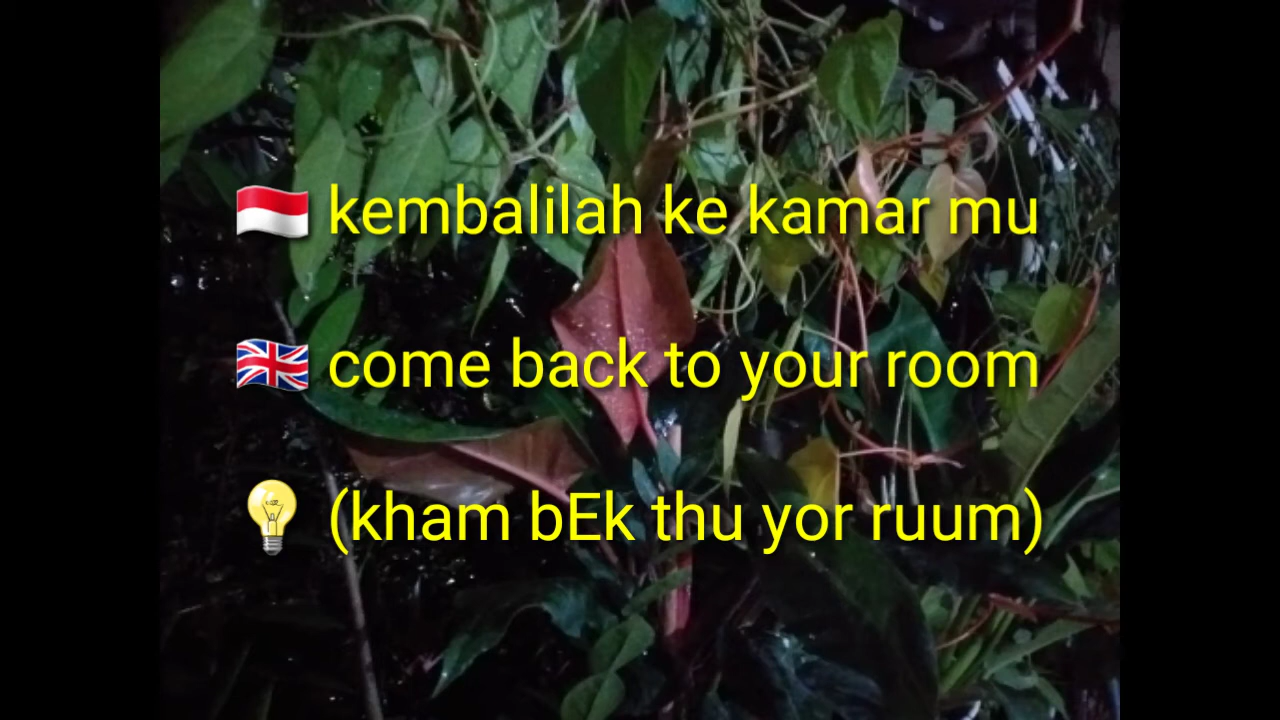 🇮🇩 kembalilah ke kamar mu
🇬🇧 come back to your room
💡 (kham bEk thu yor ruum)